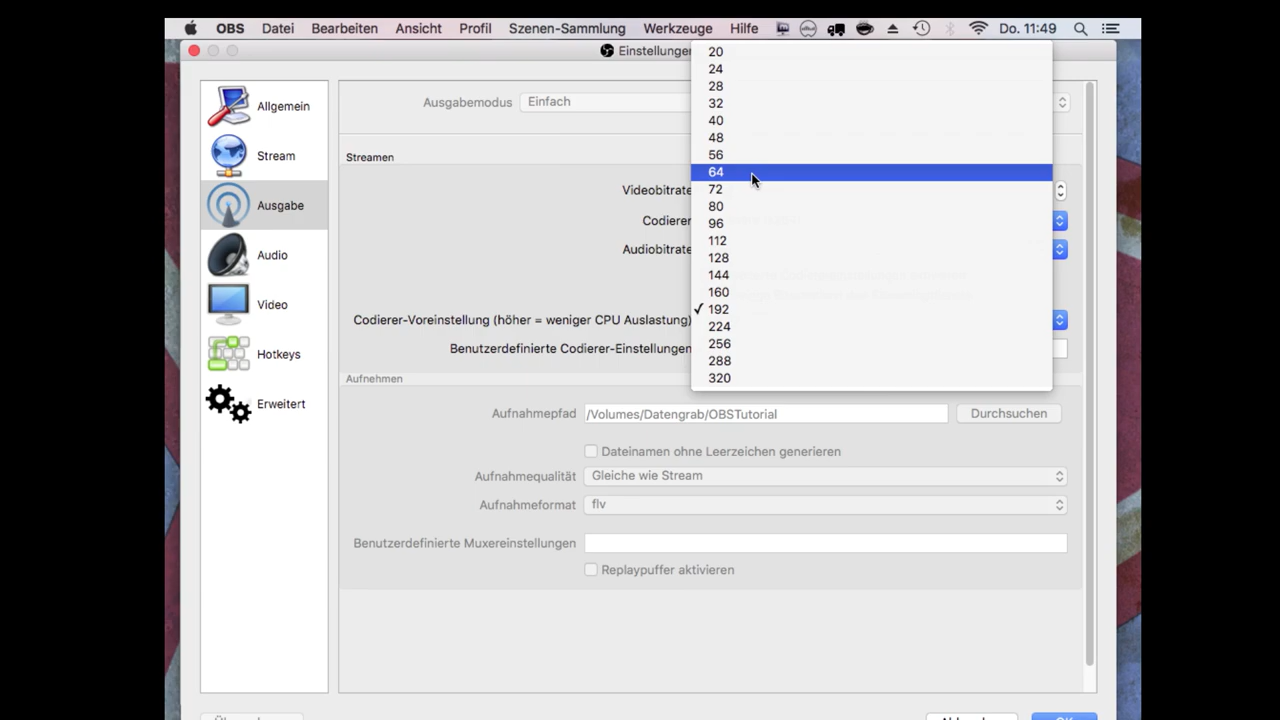 OBS Datei Bearbeiten Ansicht Profil Szenen-Sammlung Werkzeuge Hilfe Do. 11:49
Einstellungen
Allgemein
Stream
Ausgabe
Audio
Video
Hotkeys
Erweitert
Ausgabemodus Einfach
Streamen
Videobitrate
Codierer
Audiobitrate
Codierer-Voreinstellung (höher = weniger CPU Auslastung)
Benutzerdefinierte Codierer-Einstellungen
20
24
28
32
40
48
56
64
72
80
96
112
128
144
160
✓ 192
224
256
288
320
Aufnehmen
Aufnahmepfad /Volumes/Datengrab/OBSTutorial Durchsuchen
Dateinamen ohne Leerzeichen generieren
Aufnahmequalität Gleiche wie Stream
Aufnahmeformat flv
Benutzerdefinierte Muxereinstellungen
Replaypuffer aktivieren
OK